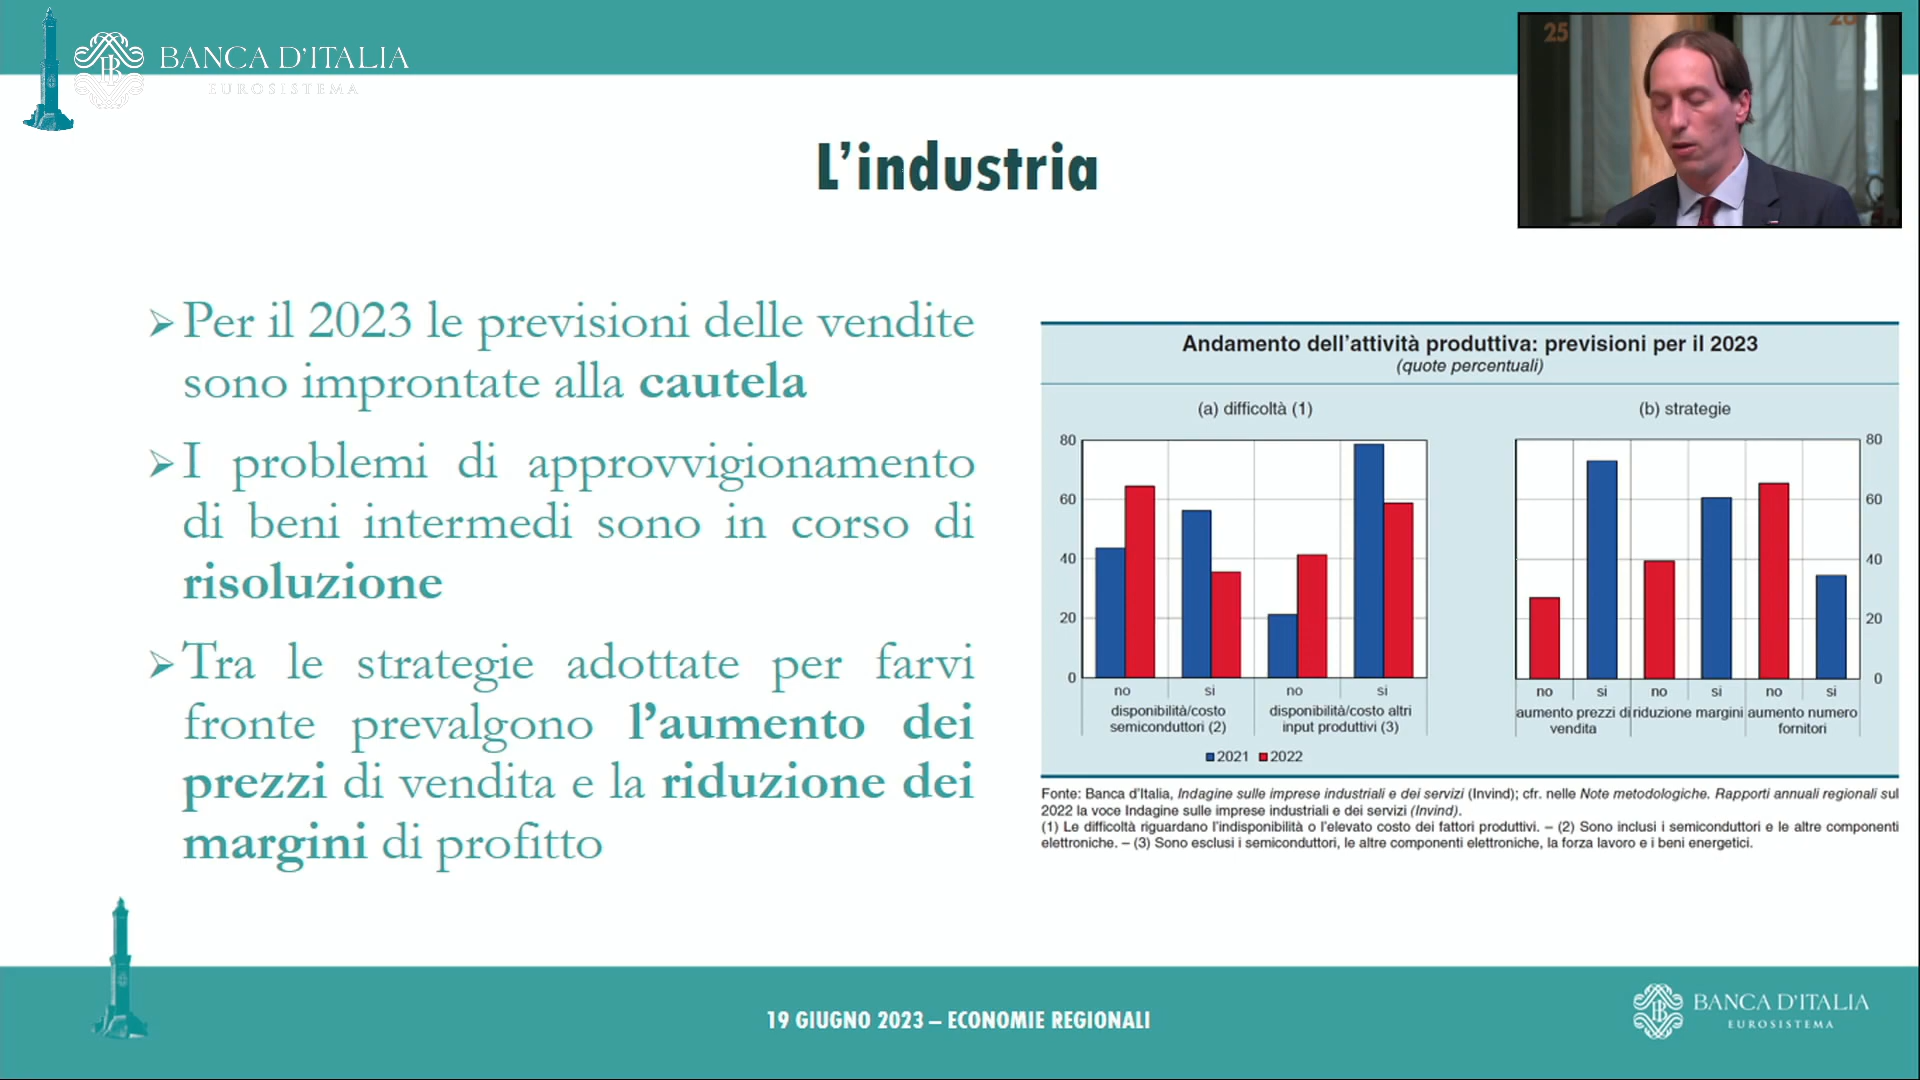 BANCA D'ITALIA
EUROSISTEMA
25
L'industria
➢Per il 2023 le previsioni delle vendite
sono improntate alla cautela
➢I problemi di approvvigionamento
di beni intermedi sono in corso di
risoluzione
➢Tra le strategie adottate per farvi
fronte prevalgono l'aumento dei
prezzi di vendita e la riduzione dei
margini di profitto
Andamento dell'attività produttiva: previsioni per il 2023
(quote percentuali)
(a) difficoltà (1)
80
60
40
20
0
no si no si
disponibilità/costo
semiconduttori (2)
disponibilità/costo altri
input produttivi (3)
2021 2022
(b) strategie
80
60
40
20
0
no si no si no si
aumento prezzi di
vendita
riduzione margini
aumento numero
fornitori
Fonte: Banca d'Italia, Indagine sulle imprese industriali e dei servizi (Invind); cfr. nelle Note metodologiche. Rapporti annuali regionali sul
2022 la voce Indagine sulle imprese industriali e dei servizi (Invind).
(1) Le difficoltà riguardano l'indisponibilità o l'elevato costo dei fattori produttivi. – (2) Sono inclusi i semiconduttori e le altre componenti
elettroniche. – (3) Sono esclusi i semiconduttori, le altre componenti elettroniche, la forza lavoro e i beni energetici.
19 GIUGNO 2023 – ECONOMIE REGIONALI
BANCA D'ITALIA
EUROSISTEMA